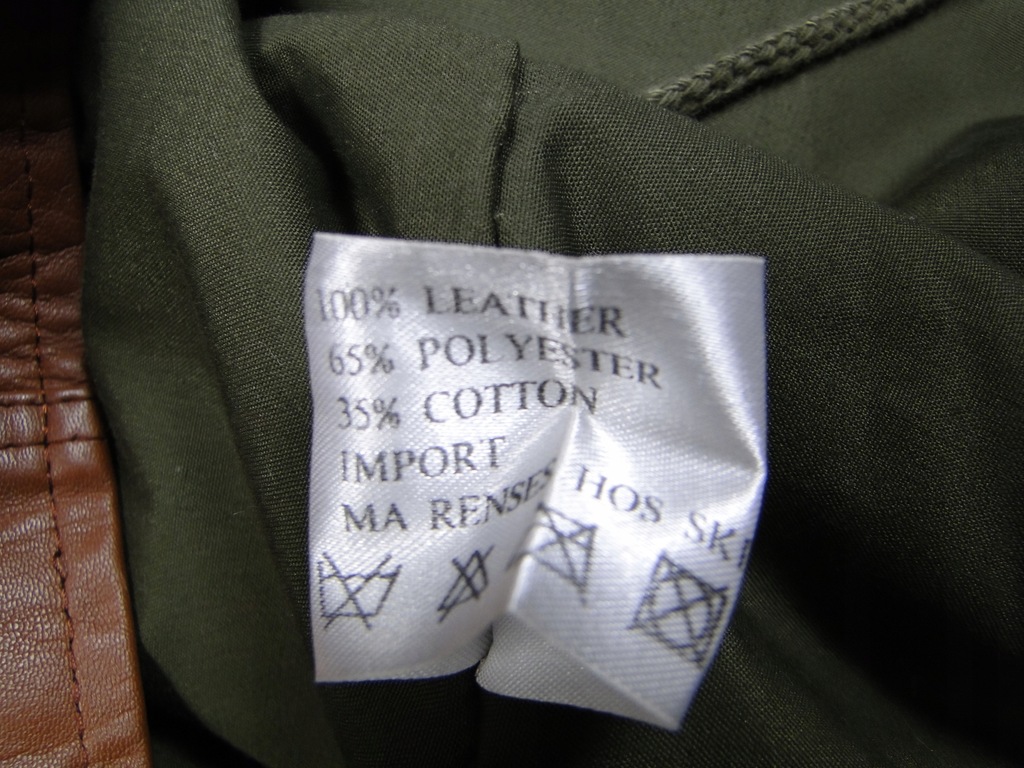 100% LEATHER
65% POLYESTER
35% COTTON
IMPORT
MA RENSES HOS